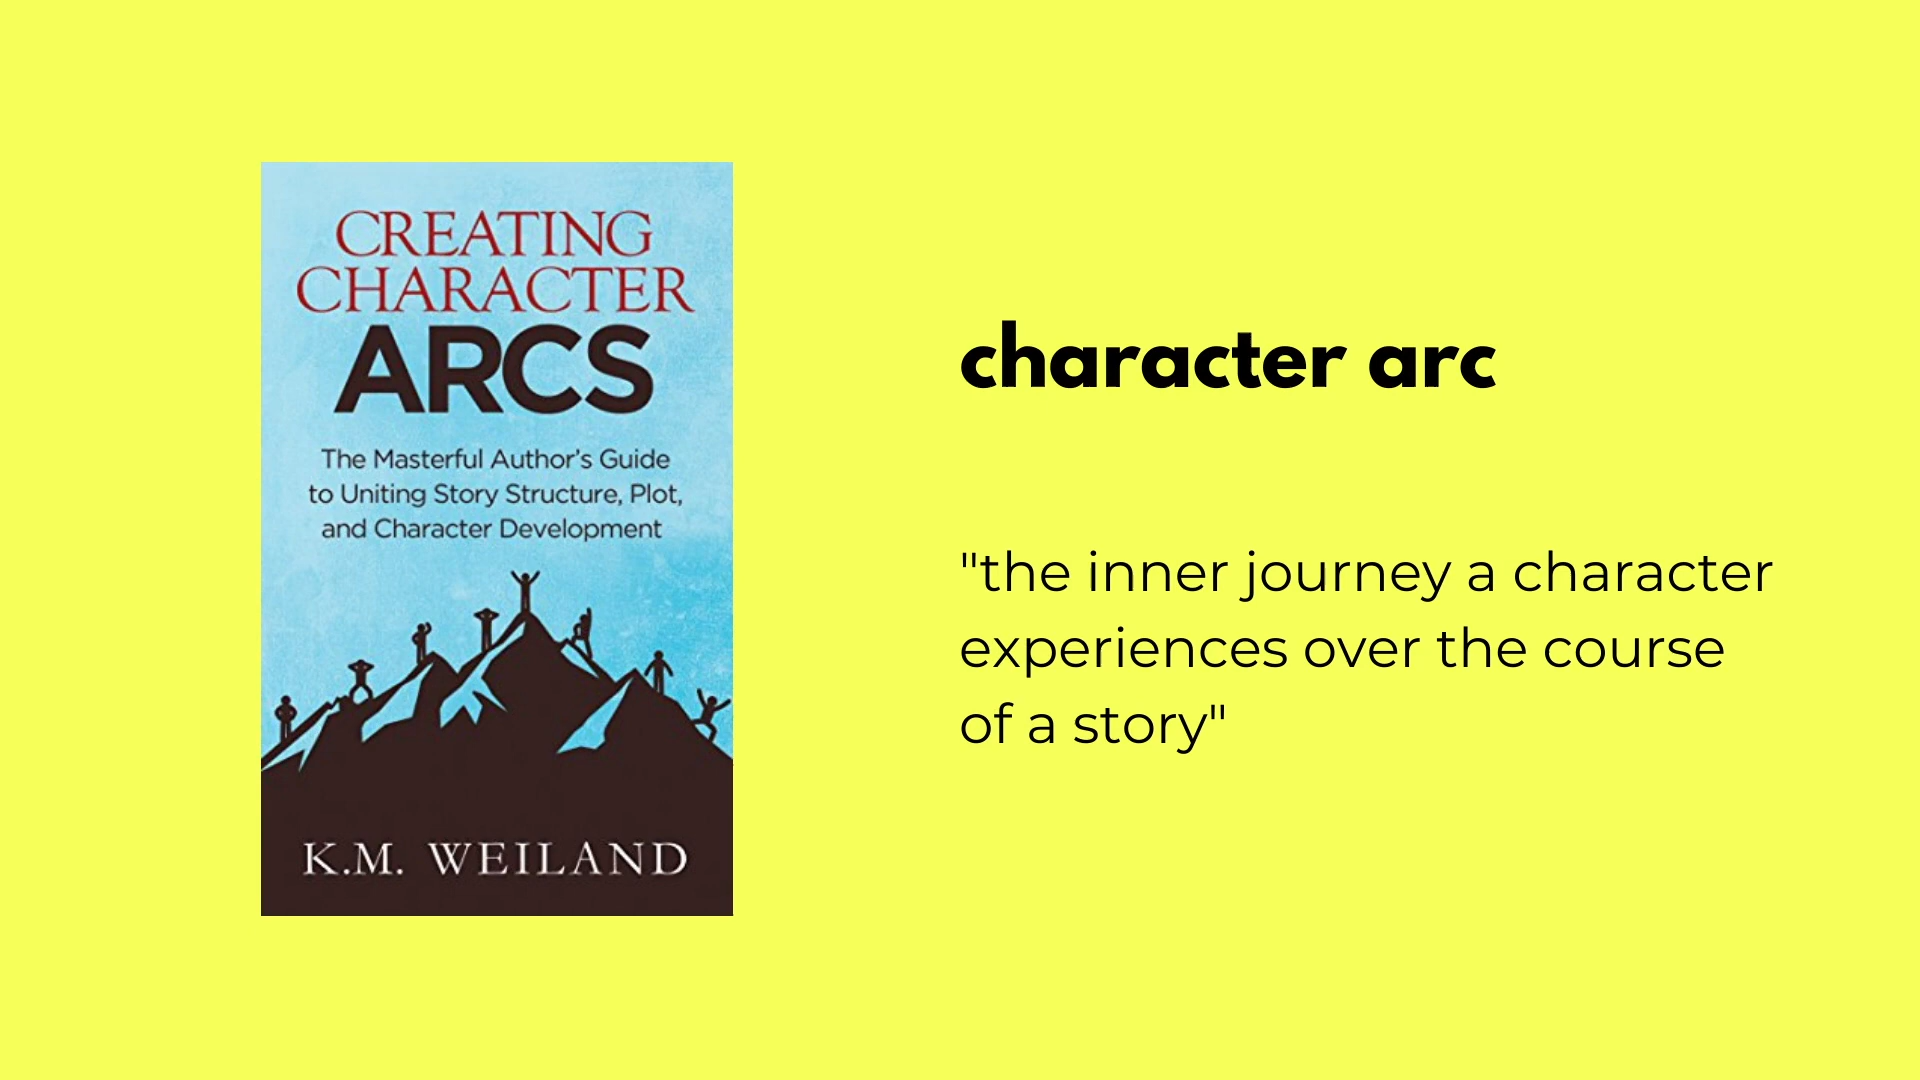 CREATING
CHARACTER
ARCS
The Masterful Author's Guide
to Uniting Story Structure, Plot,
and Character Development
K.M. WEILAND
character arc
"the inner journey a character
experiences over the course
of a story"